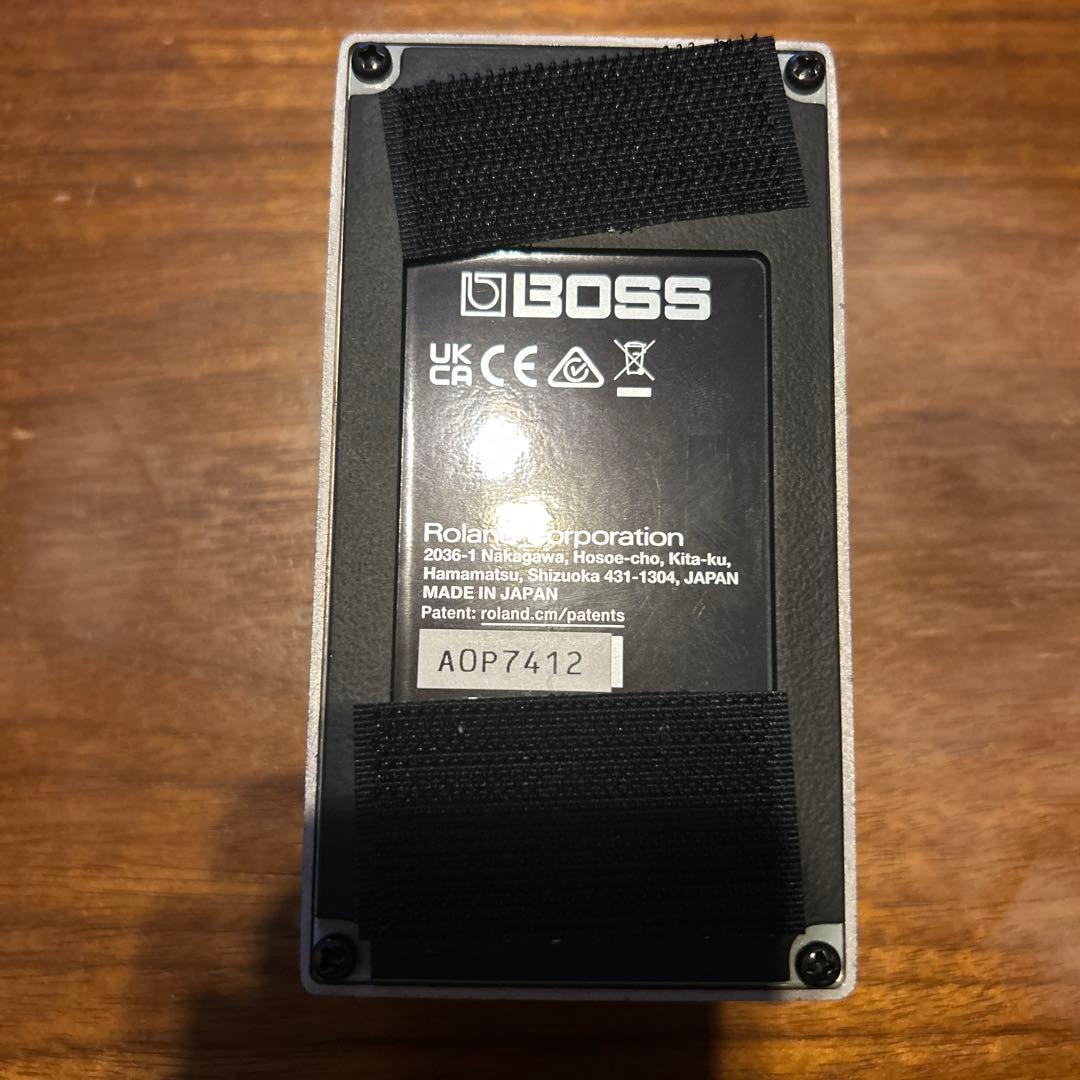 BOSS
UK
CA CE
Roland Corporation
2036-1 Nakagawa, Hosoe-cho, Kita-ku,
Hamamatsu, Shizuoka 431-1304, JAPAN
MADE IN JAPAN
Patent: roland.cm/patents
A0P7412